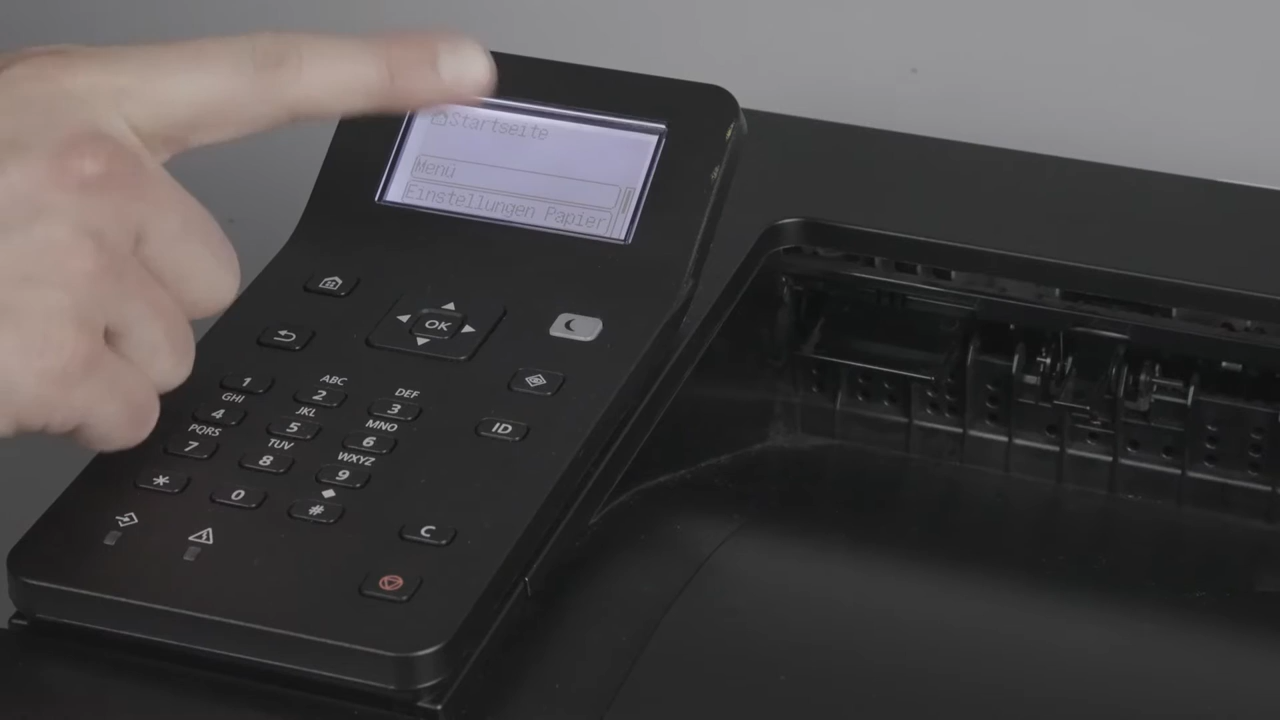 Startseite
Menü
Einstellungen Papier
OK
1
ABC
2
DEF
3
GHI
4
JKL
5
MNO
6
ID
PQRS
7
TUV
8
WXYZ
9
*
0
#
C